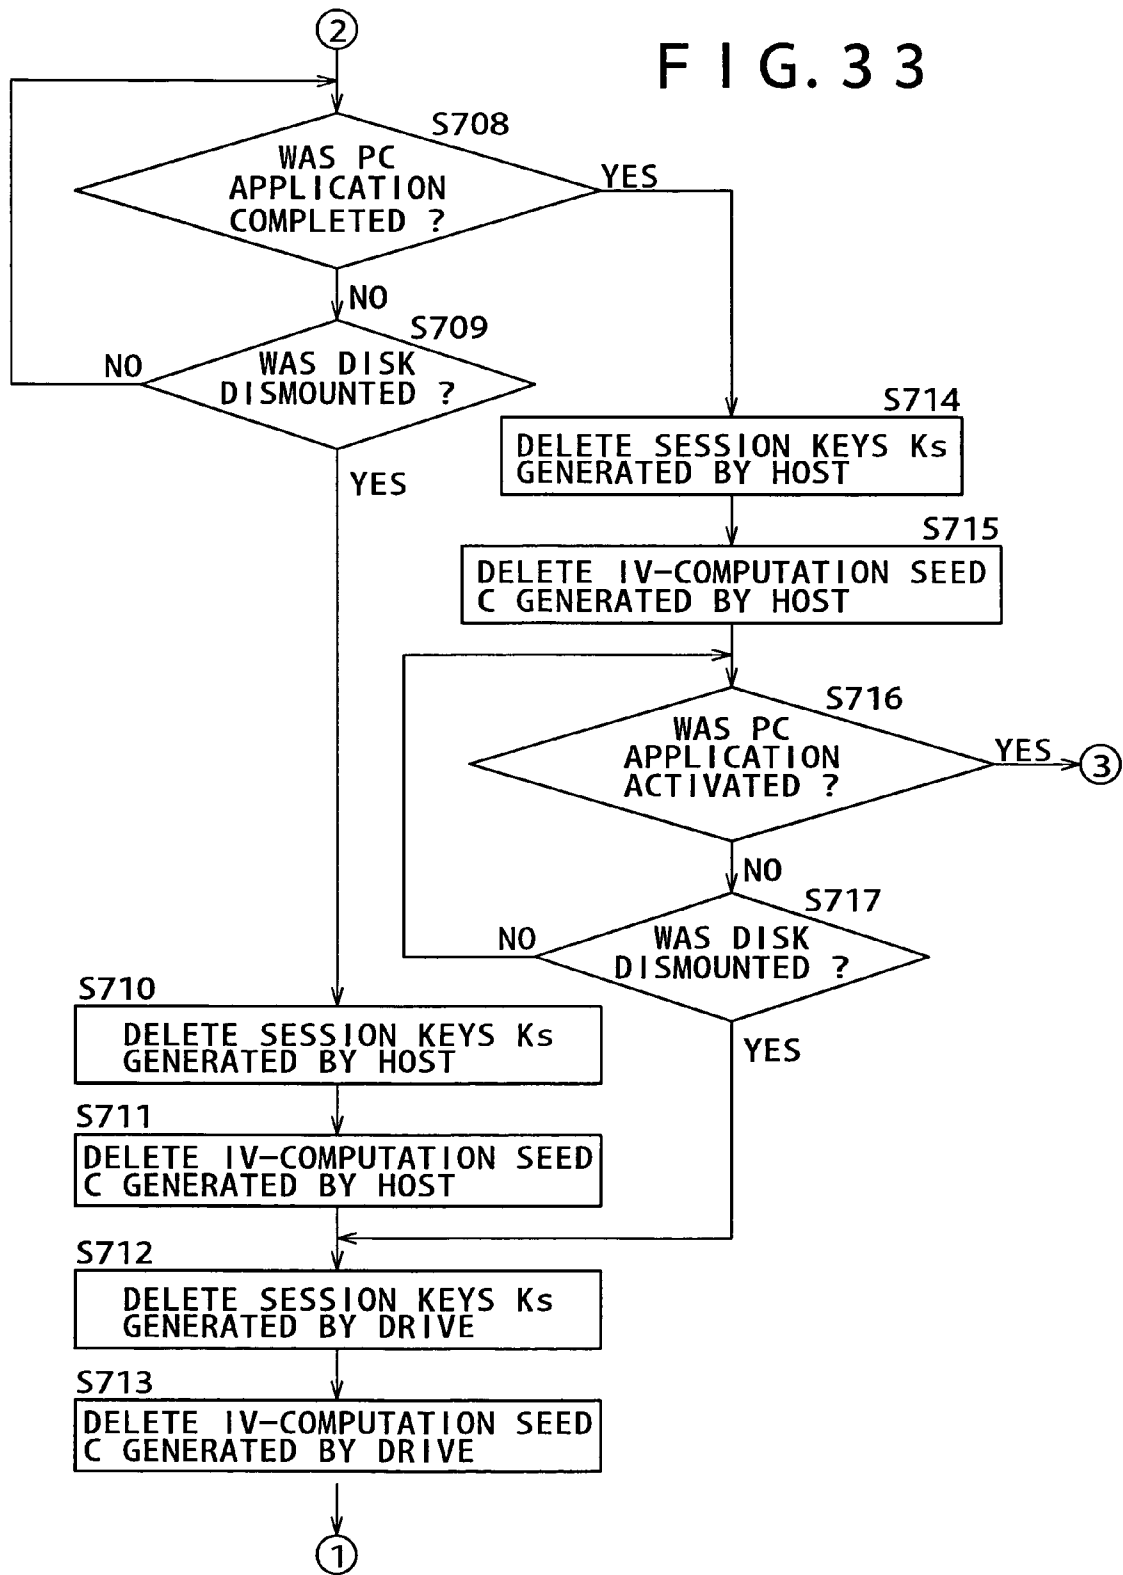 2
FIG. 33
S708
WAS PC
APPLICATION
COMPLETED ?
YES
NO
S709
WAS DISK
DISMOUNTED ?
NO
YES
S714
DELETE SESSION KEYS Ks
GENERATED BY HOST
S715
DELETE IV-COMPUTATION SEED
C GENERATED BY HOST
S716
WAS PC
APPLICATION
ACTIVATED ?
YES
3
NO
S717
WAS DISK
DISMOUNTED ?
NO
YES
S710
DELETE SESSION KEYS Ks
GENERATED BY HOST
S711
DELETE IV-COMPUTATION SEED
C GENERATED BY HOST
S712
DELETE SESSION KEYS Ks
GENERATED BY DRIVE
S713
DELETE IV-COMPUTATION SEED
C GENERATED BY DRIVE
1